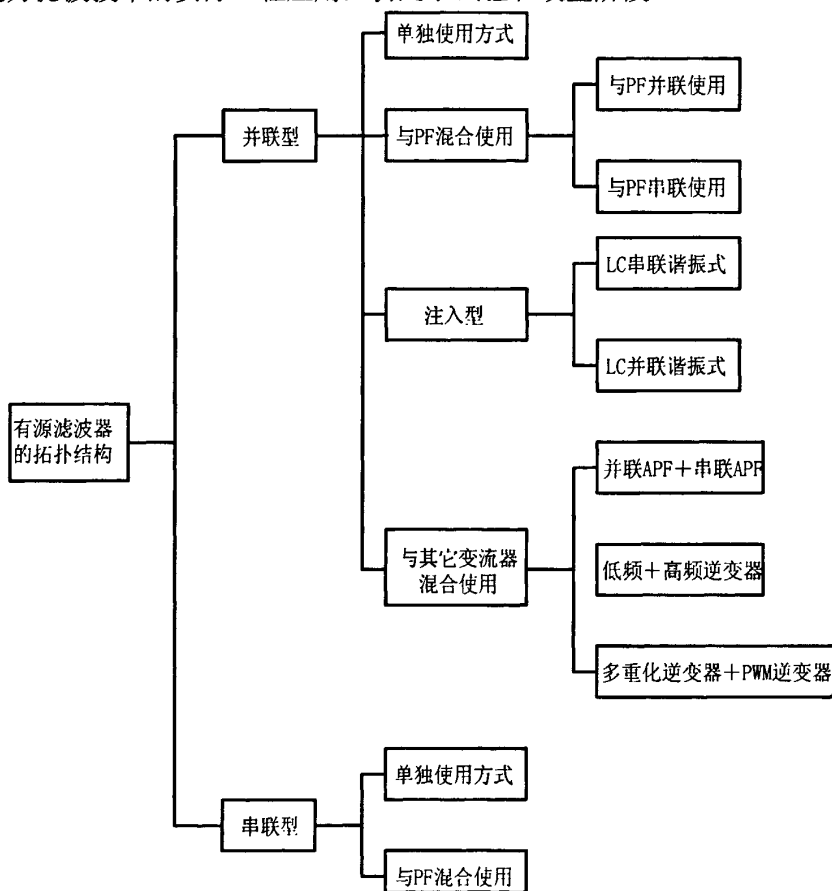 单独使用方式
并联型
与PF混合使用
与PF并联使用
与PF串联使用
注入型
LC串联谐振式
LC并联谐振式
有源滤波器
的拓扑结构
与其它变流器
混合使用
并联APF+串联APF
低频+高频逆变器
多重化逆变器+PWM逆变器
串联型
单独使用方式
与PF混合使用